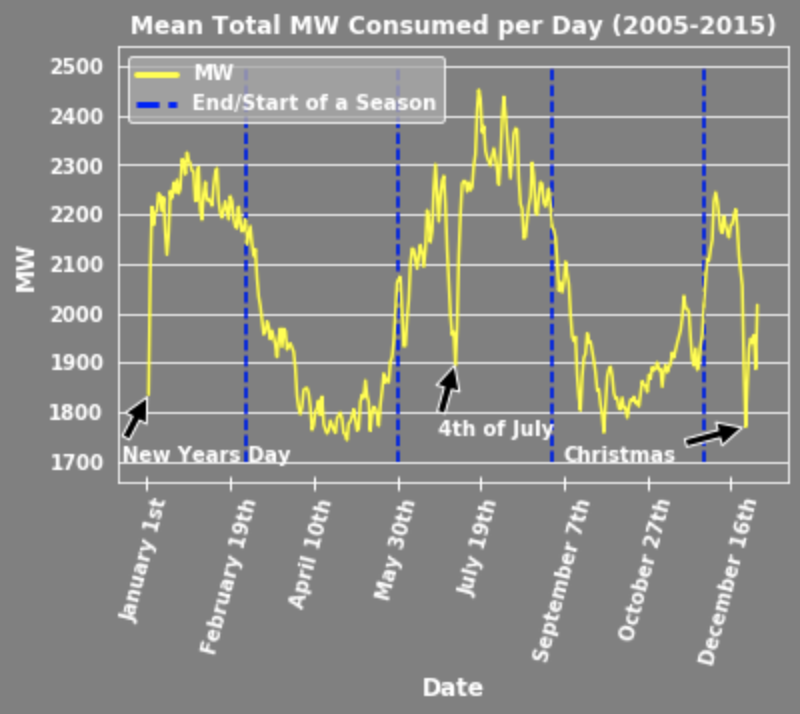 Mean Total MW Consumed per Day (2005-2015)
MW
End/Start of a Season
2500
2400
2300
2200
2100
2000
1900
1800
1700
MW
New Years Day
4th of July
Christmas
January 1st
February 19th
April 10th
May 30th
July 19th
September 7th
October 27th
December 16th
Date